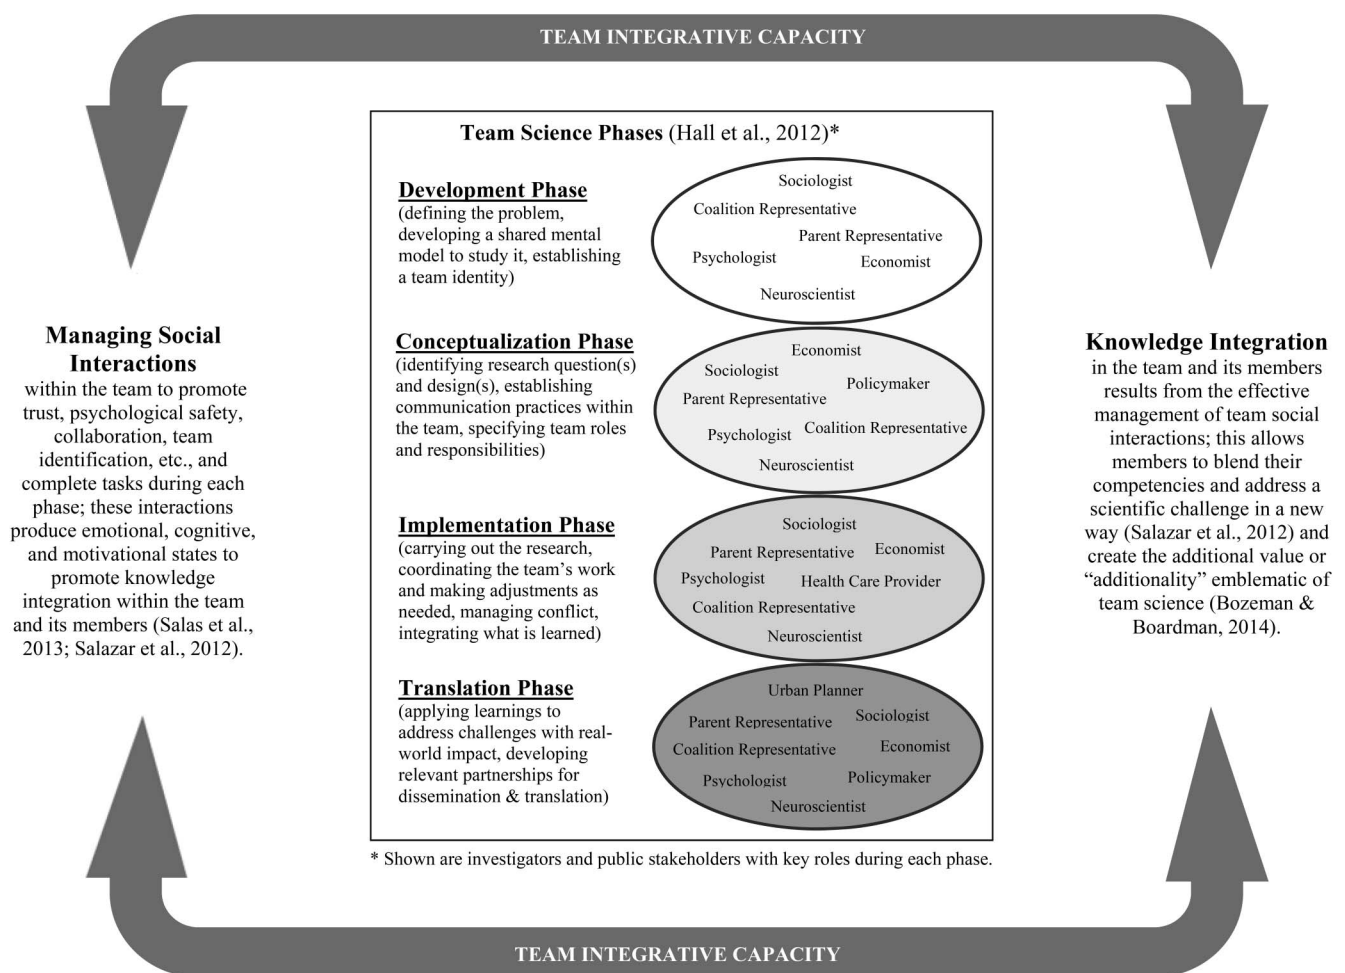 TEAM INTEGRATIVE CAPACITY
Team Science Phases (Hall et al., 2012)*
Development Phase
(defining the problem,
developing a shared mental
model to study it, establishing
a team identity)
Sociologist
Coalition Representative
Parent Representative
Psychologist
Economist
Neuroscientist
Conceptualization Phase
(identifying research question(s)
and design(s), establishing
communication practices within
the team, specifying team roles
and responsibilities)
Economist
Sociologist
Policymaker
Parent Representative
Coalition Representative
Psychologist
Neuroscientist
Implementation Phase
(carrying out the research,
coordinating the team’s work
and making adjustments as
needed, managing conflict,
integrating what is learned)
Sociologist
Parent Representative
Economist
Psychologist
Health Care Provider
Coalition Representative
Neuroscientist
Translation Phase
(applying learnings to
address challenges with real-
world impact, developing
relevant partnerships for
dissemination & translation)
Urban Planner
Parent Representative
Sociologist
Coalition Representative
Economist
Psychologist
Policymaker
Neuroscientist
* Shown are investigators and public stakeholders with key roles during each phase.
Managing Social
Interactions
within the team to promote
trust, psychological safety,
collaboration, team
identification, etc., and
complete tasks during each
phase; these interactions
produce emotional, cognitive,
and motivational states to
promote knowledge
integration within the team
and its members (Salas et al.,
2013; Salazar et al., 2012).
Knowledge Integration
in the team and its members
results from the effective
management of team social
interactions; this allows
members to blend their
competencies and address a
scientific challenge in a new
way (Salazar et al., 2012) and
create the additional value or
“additionality” emblematic of
team science (Bozeman &
Boardman, 2014).
TEAM INTEGRATIVE CAPACITY